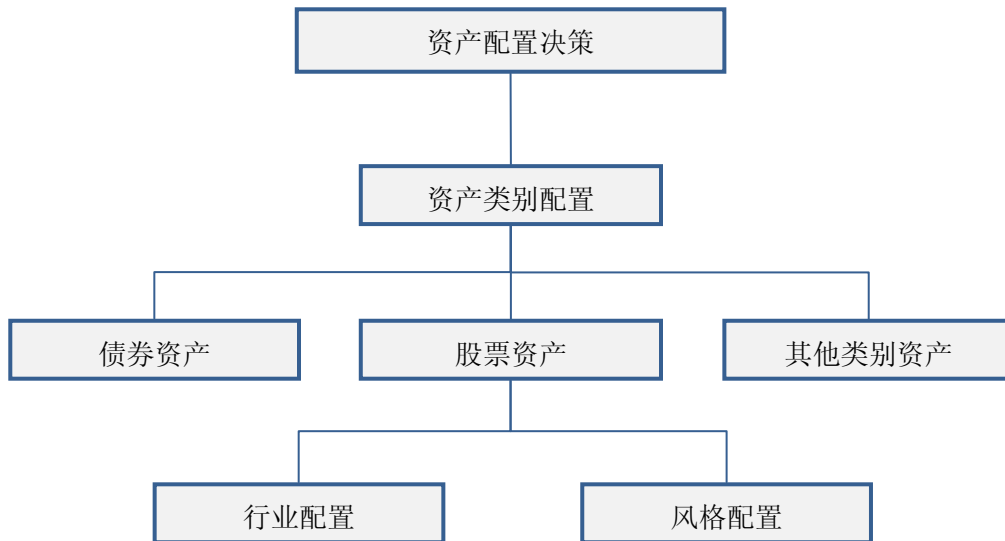 资产配置决策
资产类别配置
债券资产
股票资产
其他类别资产
行业配置
风格配置